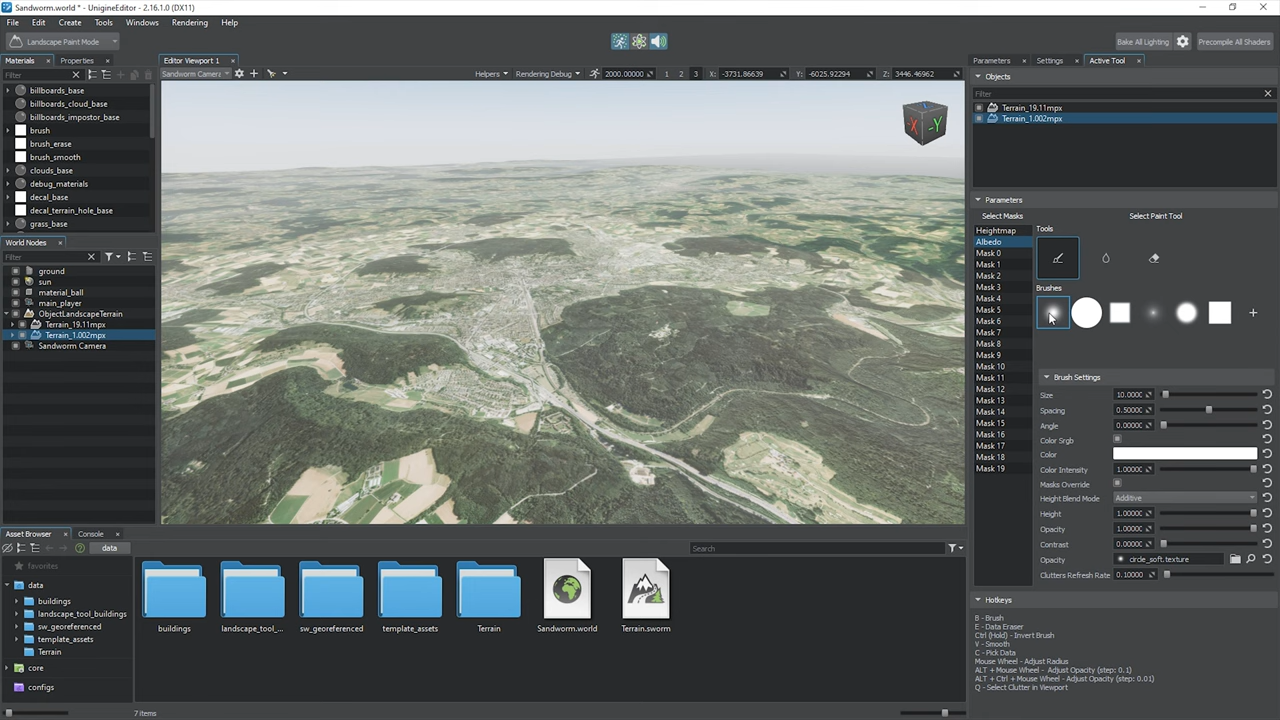 Sandworm.world * - UnigineEditor - 2.16.1.0 (DX11)
File Edit Create Tools Windows Rendering Help
Landscape Paint Mode
Bake All Lighting
Precompile All Shaders
Materials
Properties
Filter
billboards_base
billboards_cloud_base
billboards_impostor_base
brush
brush_erase
brush_smooth
clouds_base
debug_materials
decal_base
decal_terrain_hole_base
grass_base
World Nodes
Filter
ground
sun
material_ball
main_player
ObjectLandscapeTerrain
Terrain_19.11mpx
Terrain_1.002mpx
Sandworm Camera
Editor Viewport 1
Sandworm Camera
Helpers
Rendering Debug
2000.00000
1 2 3
X: -3731.86639
Y: -6025.92294
Z: 3446.46962
-X
-Y
Parameters
Settings
Active Tool
Objects
Filter
Terrain_19.11mpx
Terrain_1.002mpx
Parameters
Select Masks
Heightmap
Albedo
Mask 0
Mask 1
Mask 2
Mask 3
Mask 4
Mask 5
Mask 6
Mask 7
Mask 8
Mask 9
Mask 10
Mask 11
Mask 12
Mask 13
Mask 14
Mask 15
Mask 16
Mask 17
Mask 18
Mask 19
Select Paint Tool
Tools
Brushes
Brush Settings
Size 10.000
Spacing 0.5000
Angle 0.0000
Color Srgb
Color
Color Intensity 1.0000
Masks Override
Height Blend Mode Additive
Height 1.0000
Opacity 1.0000
Contrast 0.0000
Opacity circle_soft.texture
Clutters Refresh Rate 0.1000
Hotkeys
B - Brush
E - Data Eraser
Ctrl (Hold) - Invert Brush
V - Smooth
C - Pick Data
Mouse Wheel - Adjust Radius
ALT + Mouse Wheel - Adjust Opacity (step: 0.1)
ALT + Ctrl + Mouse Wheel - Adjust Opacity (step: 0.01)
Q - Select Clutter in Viewport
Asset Browser
Console
data
Search
favorites
data
buildings
landscape_tool_buildings
sw_georeferenced
template_assets
Terrain
core
configs
buildings
landscape_tool_...
sw_georeferenced
template_assets
Terrain
Sandworm.world
Terrain.sworm
7 items